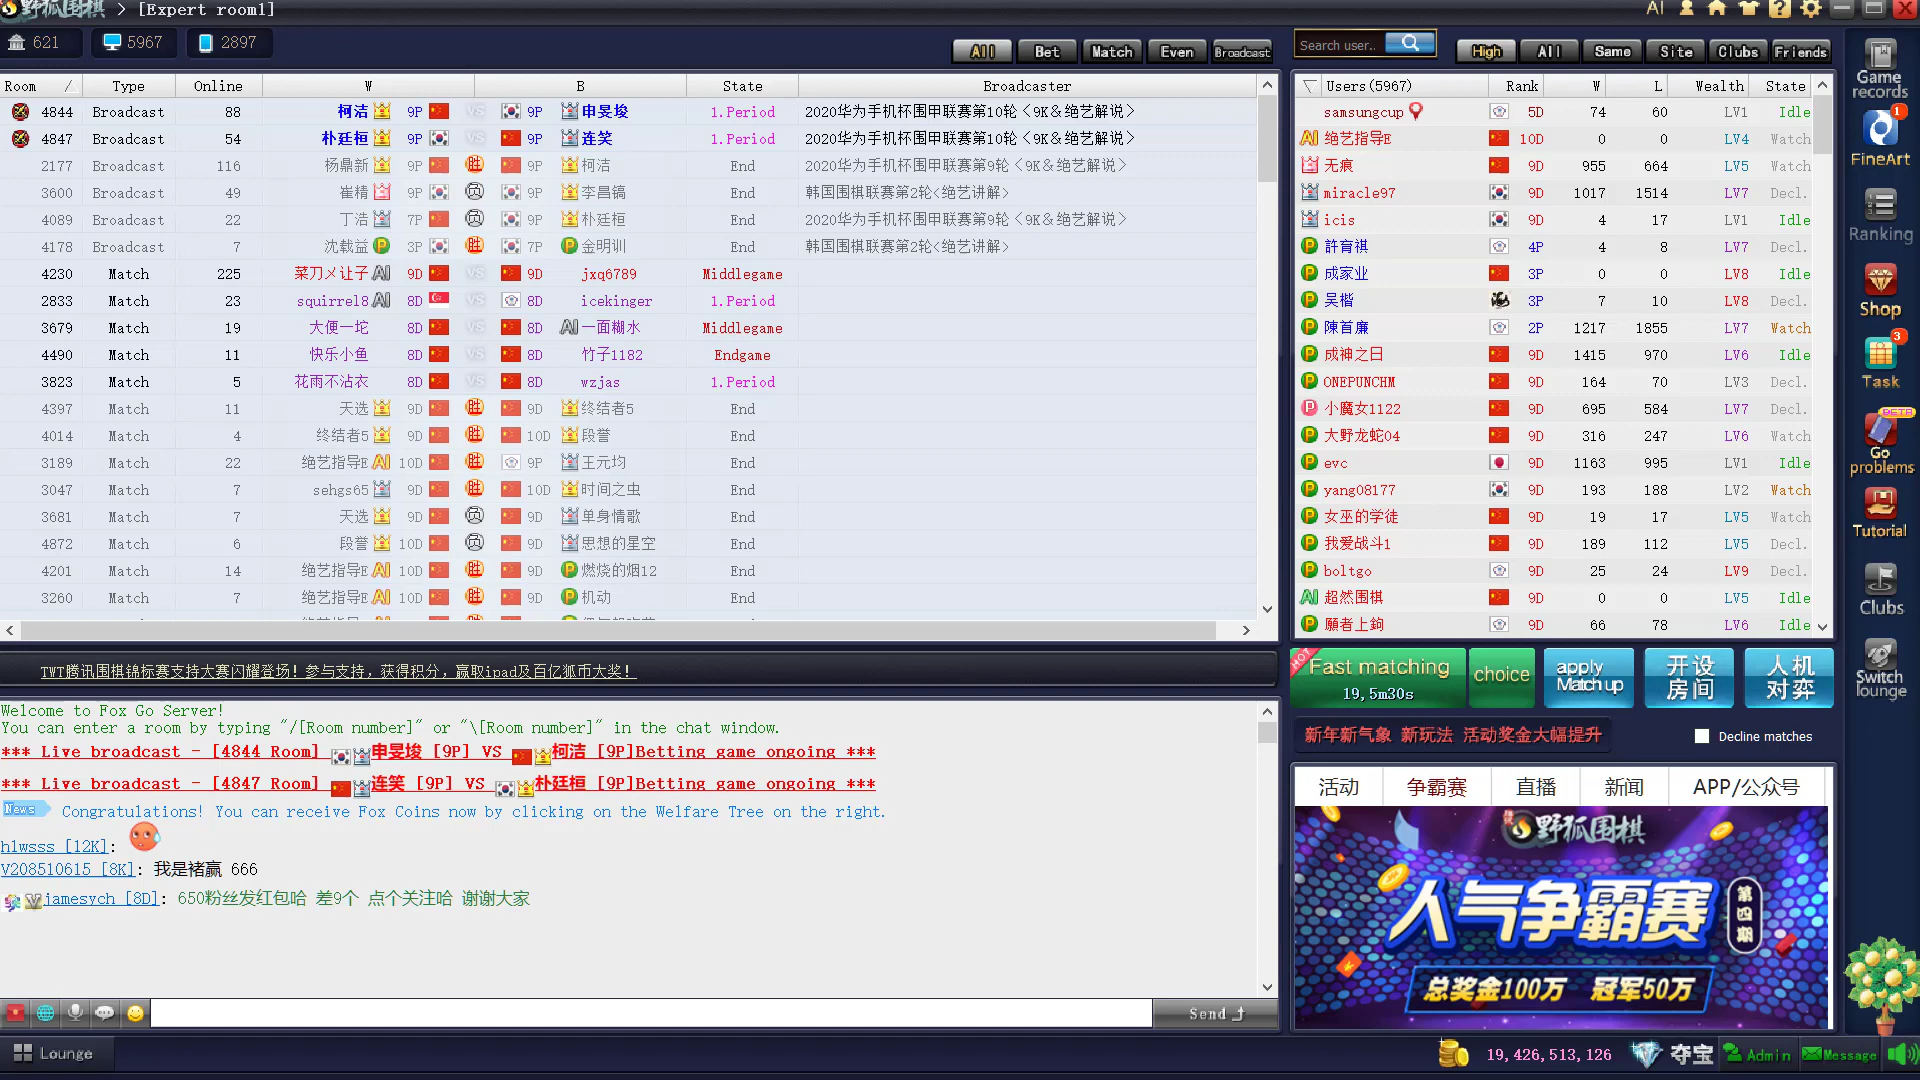 野狐围棋 > [Expert room1]
AI
621 5967 2897
All Bet Match Even Broadcast
Search user..
High All Same Site Clubs Friends
Room Type Online W B State Broadcaster
4844 Broadcast 88 柯洁 9P VS 9P 申旻埈 1.Period 2020华为手机杯围甲联赛第10轮〈9K&绝艺解说〉
4847 Broadcast 54 朴廷桓 9P VS 9P 连笑 1.Period 2020华为手机杯围甲联赛第10轮〈9K&绝艺解说〉
2177 Broadcast 116 杨鼎新 9P 胜 9P 柯洁 End 2020华为手机杯围甲联赛第9轮〈9K&绝艺解说〉
3600 Broadcast 49 崔精 9P 负 9P 李昌镐 End 韩国围棋联赛第2轮<绝艺讲解>
4089 Broadcast 22 丁浩 7P 负 9P 朴廷桓 End 2020华为手机杯围甲联赛第9轮〈9K&绝艺解说〉
4178 Broadcast 7 沈载益 P 3P 胜 7P P 金明训 End 韩国围棋联赛第2轮<绝艺讲解>
4230 Match 225 菜刀メ让子 AI 9D VS 9D jxq6789 Middlegame
2833 Match 23 squirrel8 AI 8D VS 8D icekinger 1.Period
3679 Match 19 大便一坨 8D VS 8D AI 一面糊水 Middlegame
4490 Match 11 快乐小鱼 8D VS 8D 竹子1182 Endgame
3823 Match 5 花雨不沾衣 8D VS 8D wzjas 1.Period
4397 Match 11 天选 9D 胜 9D 终结者5 End
4014 Match 4 终结者5 9D 胜 10D 段誉 End
3189 Match 22 绝艺指导E AI 10D 胜 9P 王元均 End
3047 Match 7 sehgs65 9D 胜 10D 时间之虫 End
3681 Match 7 天选 9D 负 9D 单身情歌 End
4872 Match 6 段誉 10D 负 9D 思想的星空 End
4201 Match 14 绝艺指导E AI 10D 胜 9D P 燃烧的烟12 End
3260 Match 7 绝艺指导E AI 10D 胜 9D P 机动 End
Users(5967) Rank W L Wealth State
samsungcup 5D 74 60 LV1 Idle
AI 绝艺指导E 10D 0 0 LV4 Watch
无痕 9D 955 664 LV5 Watch
miracle97 9D 1017 1514 LV7 Decl.
icis 9D 4 17 LV1 Idle
P 許育祺 4P 4 8 LV7 Decl.
P 成家业 3P 0 0 LV8 Idle
P 吴楷 3P 7 10 LV8 Decl.
P 陳首廉 2P 1217 1855 LV7 Watch
P 成神之日 9D 1415 970 LV6 Idle
P ONEPUNCHM 9D 164 70 LV3 Decl.
P 小魔女1122 9D 695 584 LV7 Decl.
P 大野龙蛇04 9D 316 247 LV6 Watch
P evc 9D 1163 995 LV1 Idle
P yang08177 9D 193 188 LV2 Watch
P 女巫的学徒 9D 19 17 LV5 Watch
P 我爱战斗1 9D 189 112 LV5 Decl.
P boltgo 9D 25 24 LV9 Decl.
AI 超然围棋 9D 0 0 LV5 Idle
P 願者上鉤 9D 66 78 LV6 Idle
Game records
1
FineArt
Ranking
Shop
3
Task
BETA
Go problems
Tutorial
Clubs
Switch lounge
TWT腾讯围棋锦标赛支持大赛闪耀登场！参与支持，获得积分，赢取ipad及百亿狐币大奖！
HOT Fast matching 19,5m30s
choice
apply Match up
开设房间
人机对弈
新年新气象 新玩法 活动奖金大幅提升
Decline matches
Welcome to Fox Go Server!
You can enter a room by typing "/[Room number]" or "\[Room number]" in the chat window.
*** Live broadcast - [4844 Room] 申旻埈 [9P] VS 柯洁 [9P]Betting game ongoing ***
*** Live broadcast - [4847 Room] 连笑 [9P] VS 朴廷桓 [9P]Betting game ongoing ***
News Congratulations! You can receive Fox Coins now by clicking on the Welfare Tree on the right.
hlwsss [12K]:
V208510615 [8K]: 我是褚赢 666
V jamesych [8D]: 650粉丝发红包哈 差9个 点个关注哈 谢谢大家
Send
活动 争霸赛 直播 新闻 APP/公众号
野狐围棋
人气争霸赛 第四期
总奖金100万 冠军50万
Lounge
19,426,513,126 夺宝 Admin Message